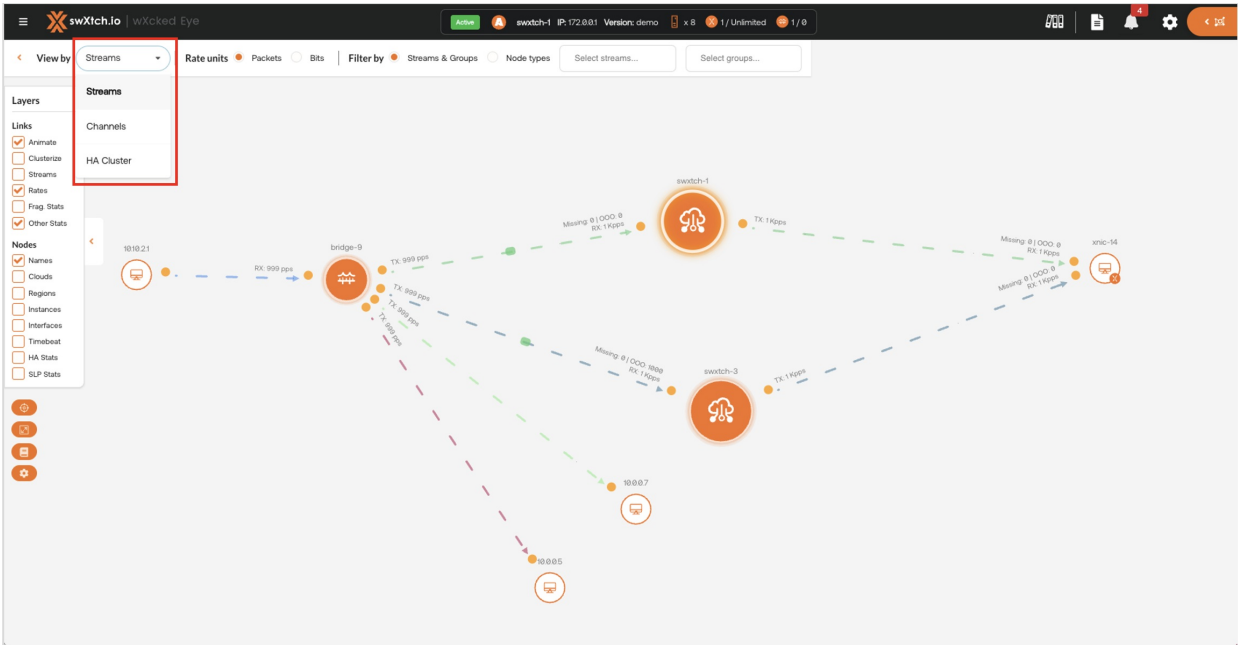 swXtch.io | wXcked Eye
Active A swxtch-1 IP: 172.0.0.1 Version: demo x 8 1 / Unlimited 1 / 0
4
View by Streams Rate units Packets Bits Filter by Streams & Groups Node types Select streams... Select groups...
Streams
Channels
HA Cluster
Layers
Links
Animate
Clusterize
Streams
Rates
Frag. Stats
Other Stats
Nodes
Names
Clouds
Regions
Instances
Interfaces
Timebeat
HA Stats
SLP Stats
swxtch-1
Missing: 0 | OOO: 0
RX: 1 Kpps
TX: 1 Kpps
Missing: 0 | OOO: 0
RX: 1 Kpps
xnic-14
10.10.2.1
RX: 999 pps
bridge-9
TX: 999 pps
TX: 999 pps
TX: 999 pps
TX: 999 pps
Missing: 0 | OOO: 0
RX: 1 Kpps
Missing: 0 | OOO: 1000
RX: 1 Kpps
swxtch-3
TX: 1 Kpps
10.0.0.7
10.0.0.5